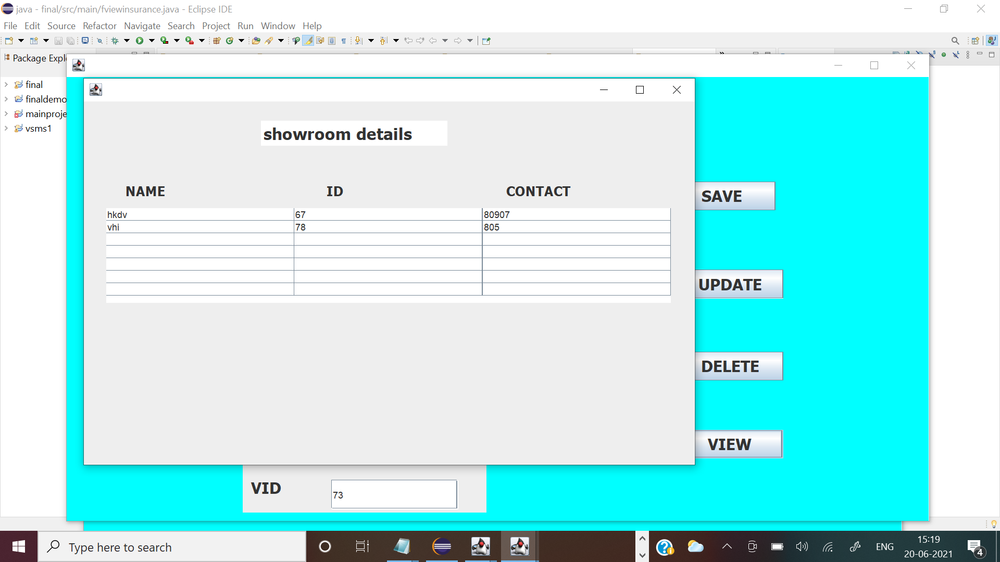 java - final/src/main/fviewinsurance.java - Eclipse IDE
File Edit Source Refactor Navigate Search Project Run Window Help
Package Expl
final
finaldemo
mainproje
vsms1
showroom details
NAME ID CONTACT
hkdv 67 80907
vhi 78 805
SAVE
UPDATE
DELETE
VIEW
VID 73
Type here to search
ENG
15:19
20-06-2021
4